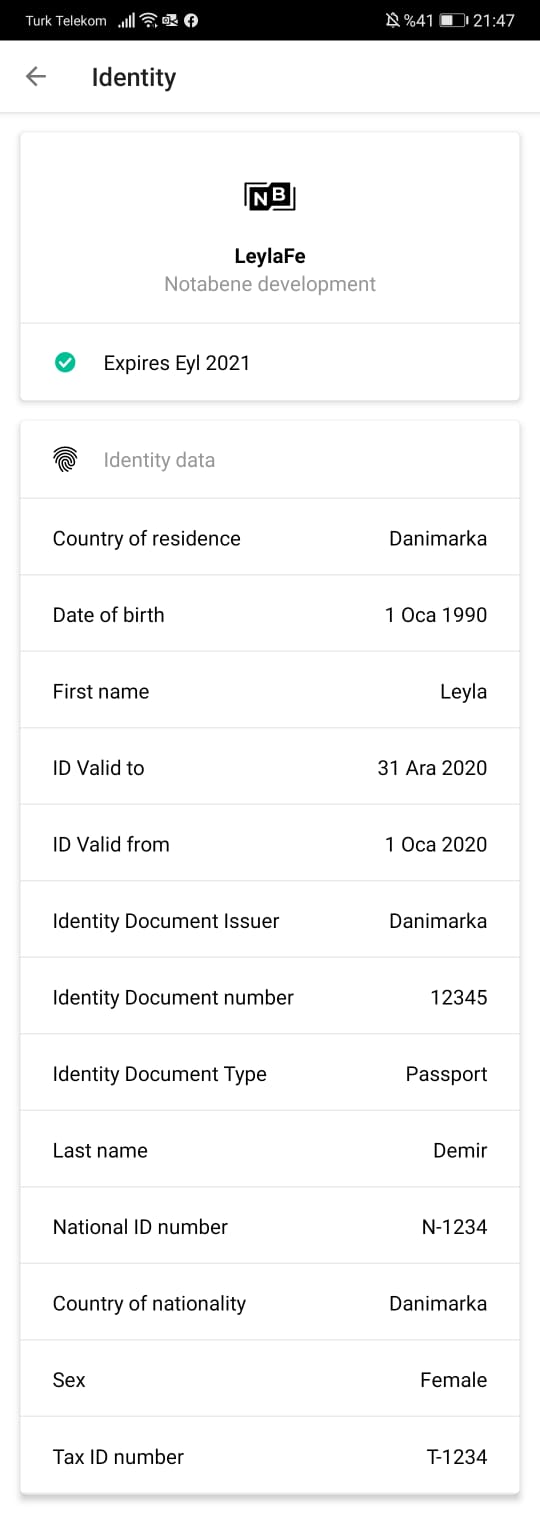 Turk Telekom %41 21:47
Identity
NB
LeylaFe
Notabene development
Expires Eyl 2021
Identity data
Country of residence Danimarka
Date of birth 1 Oca 1990
First name Leyla
ID Valid to 31 Ara 2020
ID Valid from 1 Oca 2020
Identity Document Issuer Danimarka
Identity Document number 12345
Identity Document Type Passport
Last name Demir
National ID number N-1234
Country of nationality Danimarka
Sex Female
Tax ID number T-1234